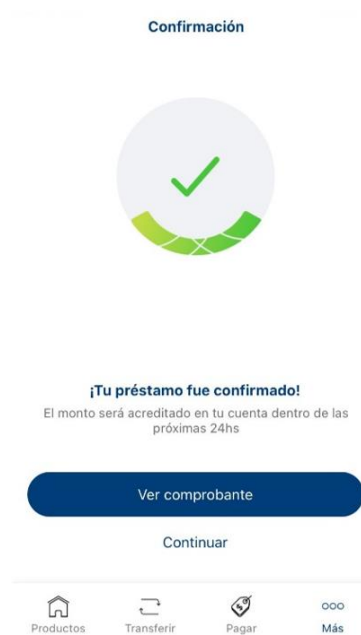 Confirmación
¡Tu préstamo fue confirmado!
El monto será acreditado en tu cuenta dentro de las
próximas 24hs
Ver comprobante
Continuar
Productos Transferir Pagar Más